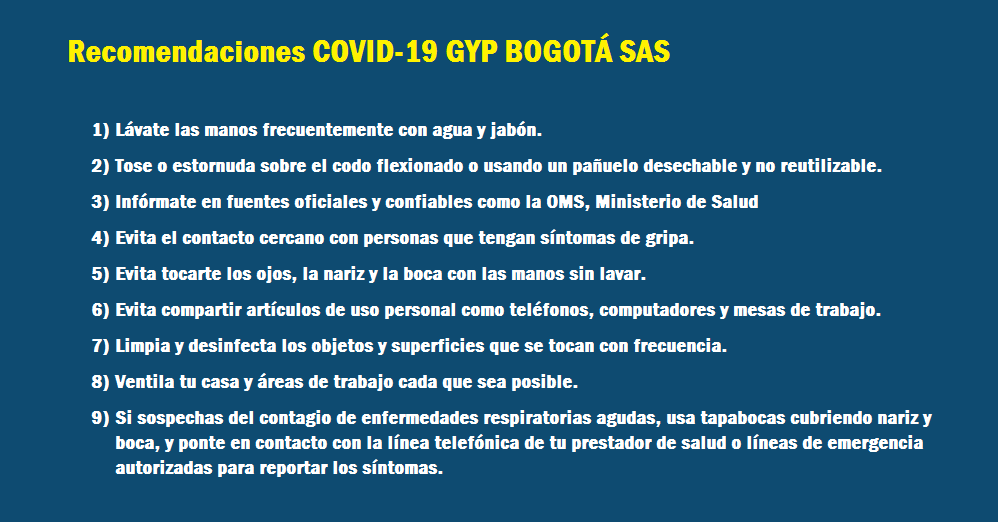 Recomendaciones COVID-19 GYP BOGOTÁ SAS
1) Lávate las manos frecuentemente con agua y jabón.
2) Tose o estornuda sobre el codo flexionado o usando un pañuelo desechable y no reutilizable.
3) Infórmate en fuentes oficiales y confiables como la OMS, Ministerio de Salud
4) Evita el contacto cercano con personas que tengan síntomas de gripa.
5) Evita tocarte los ojos, la nariz y la boca con las manos sin lavar.
6) Evita compartir artículos de uso personal como teléfonos, computadores y mesas de trabajo.
7) Limpia y desinfecta los objetos y superficies que se tocan con frecuencia.
8) Ventila tu casa y áreas de trabajo cada que sea posible.
9) Si sospechas del contagio de enfermedades respiratorias agudas, usa tapabocas cubriendo nariz y
boca, y ponte en contacto con la línea telefónica de tu prestador de salud o líneas de emergencia
autorizadas para reportar los síntomas.